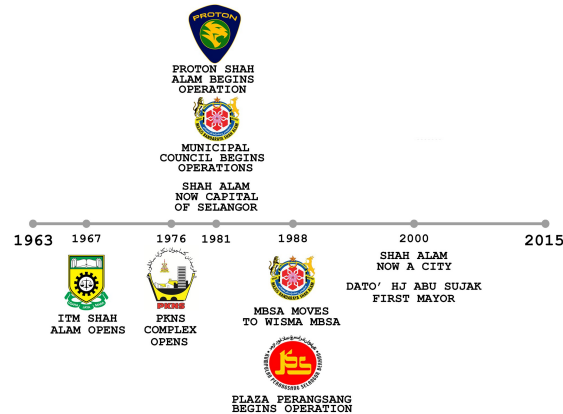 PROTON
PROTON SHAH
ALAM BEGINS
OPERATION
MUNICIPAL
COUNCIL BEGINS
OPERATIONS
SHAH ALAM
NOW CAPITAL
OF SELANGOR
1963
1967
1976
1981
1988
2000
2015
ITM SHAH
ALAM OPENS
PKNS
PKNS
COMPLEX
OPENS
MBSA MOVES
TO WISMA MBSA
PLAZA PERANGSANG
BEGINS OPERATION
SHAH ALAM
NOW A CITY
DATO’ HJ ABU SUJAK
FIRST MAYOR